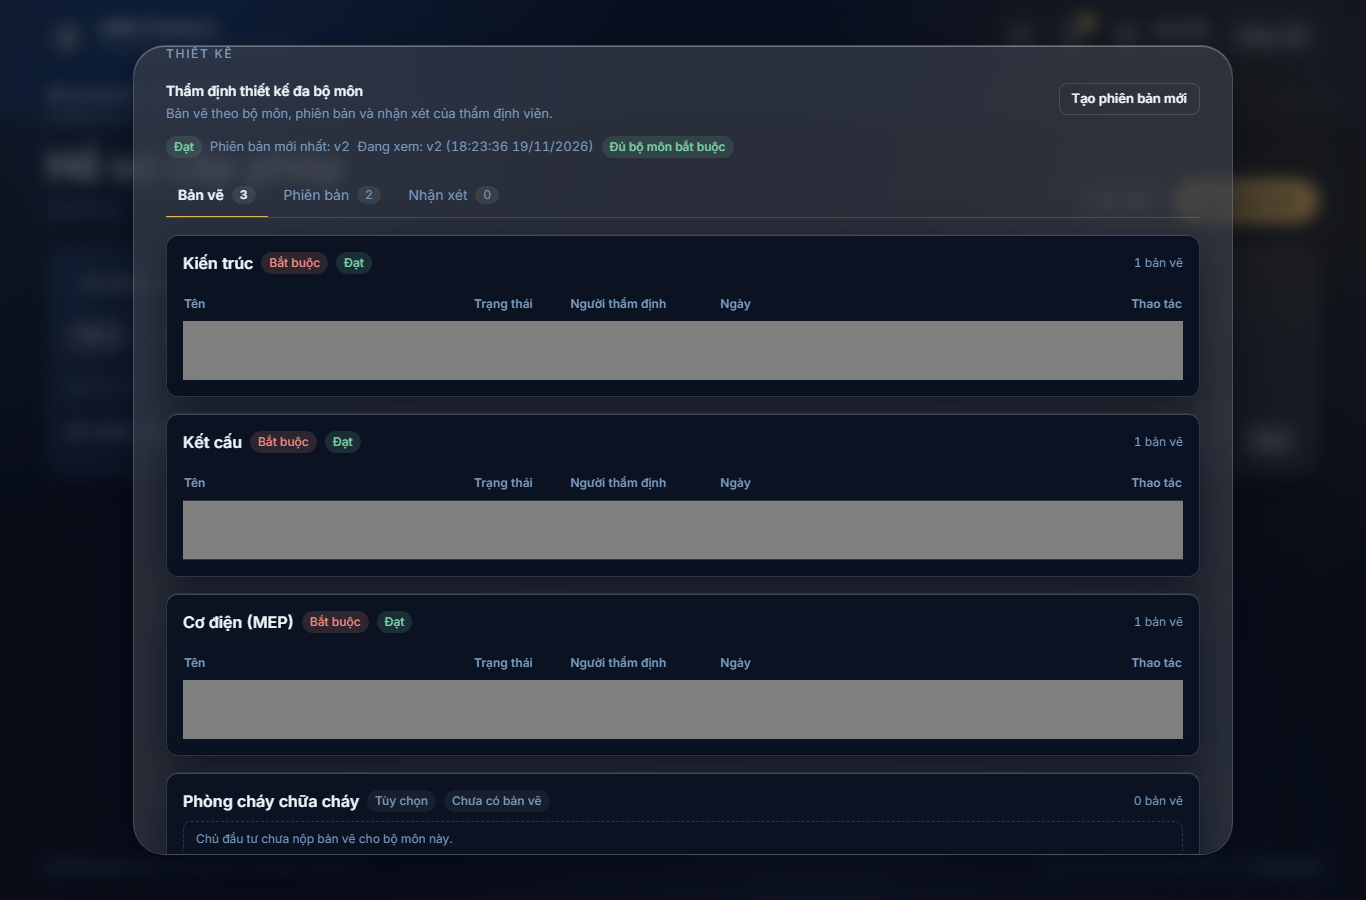 THIẾT KẾ
Thẩm định thiết kế đa bộ môn
Bản vẽ theo bộ môn, phiên bản và nhận xét của thẩm định viên.
Tạo phiên bản mới
Đạt Phiên bản mới nhất: v2 Đang xem: v2 (18:23:36 19/11/2026) Đủ bộ môn bắt buộc
Bản vẽ 3 Phiên bản 2 Nhận xét 0
Kiến trúc Bắt buộc Đạt 1 bản vẽ
Tên Trạng thái Người thẩm định Ngày Thao tác
Kết cấu Bắt buộc Đạt 1 bản vẽ
Tên Trạng thái Người thẩm định Ngày Thao tác
Cơ điện (MEP) Bắt buộc Đạt 1 bản vẽ
Tên Trạng thái Người thẩm định Ngày Thao tác
Phòng cháy chữa cháy Tùy chọn Chưa có bản vẽ 0 bản vẽ
Chủ đầu tư chưa nộp bản vẽ cho bộ môn này.